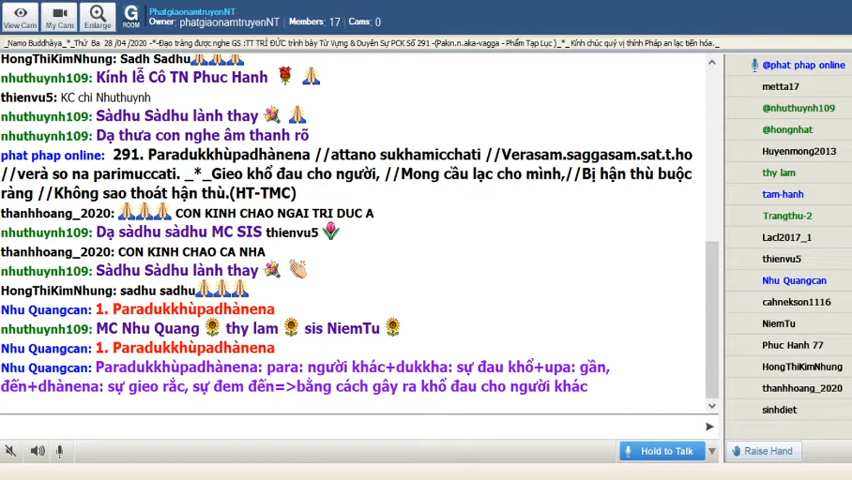 PhatgiaonamtruyenNT
Owner: phatgiaonamtruyenNT Members: 17 Cams: 0
View Cam
My Cam
Enlarge
G
ROOM
_Namo Buddhàya_*_Thứ Ba 28 /04 /2020 -*-Đạo tràng được nghe GS :TT TRÍ ĐỨC trình bày Từ Vựng & Duyên Sự PCK Số 291 -(Pakin.n.aka-vagga - Phẩm Tạp Lục )_*_ Kính chúc quý vị thính Pháp an lạc tiến hóa._
HongThiKimNhung: Sadh Sadhu
nhuthuynh109: Kính lễ Cô TN Phuc Hanh
thienvu5: KC chi Nhuthuynh
nhuthuynh109: Sàdhu Sàdhu lành thay
nhuthuynh109: Dạ thưa con nghe âm thanh rõ
phat phap online: 291. Paradukkhùpadhànena //attano sukhamicchati //Verasam.saggasam.sat.t.ho
//verà so na parimuccati. _*_Gieo khổ đau cho người, //Mong cầu lạc cho mình,//Bị hận thù buộc
ràng //Không sao thoát hận thù.(HT-TMC)
thanhhoang_2020: CON KINH CHAO NGAI TRI DUC A
nhuthuynh109: Dạ sàdhu sàdhu MC SIS thienvu5
thanhhoang_2020: CON KINH CHAO CA NHA
nhuthuynh109: Sàdhu Sàdhu lành thay
HongThiKimNhung: sadhu sadhu
Nhu Quangcan: 1. Paradukkhùpadhànena
nhuthuynh109: MC Nhu Quang thy lam sis NiemTu
Nhu Quangcan: 1. Paradukkhùpadhànena
Nhu Quangcan: Paradukkhùpadhànena: para: người khác+dukkha: sự đau khổ+upa: gần,
đến+dhànena: sự gieo rắc, sự đem đến=>bằng cách gây ra khổ đau cho người khác
@phat phap online
metta17
@nhuthuynh109
@hongnhat
Huyenmong2013
thy lam
tam-hanh
Trangthu-2
Lacl2017_1
thienvu5
Nhu Quangcan
cahnekson1116
NiemTu
Phuc Hanh 77
HongThiKimNhung
thanhhoang_2020
sinhdiet
Hold to Talk
Raise Hand